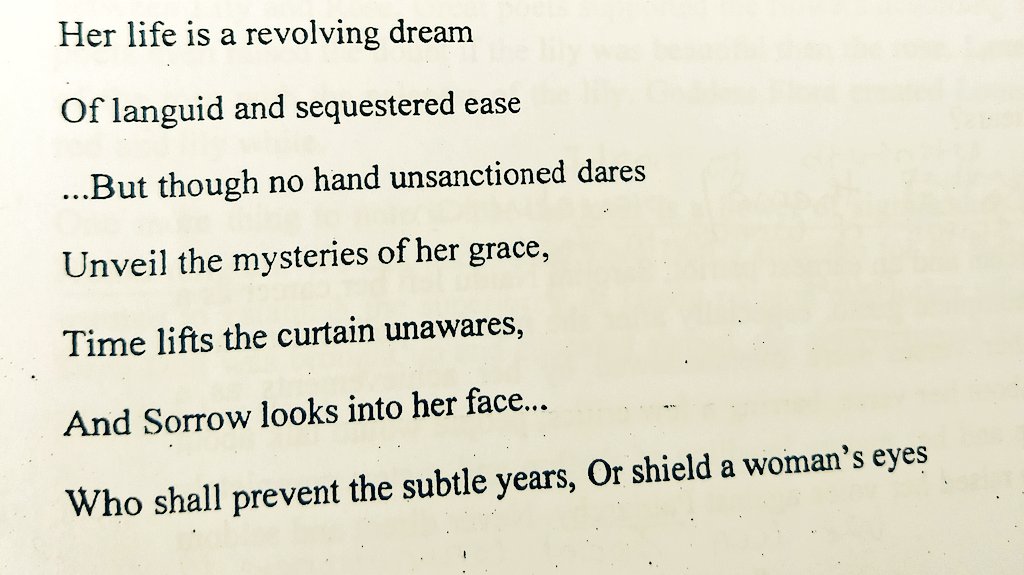 Her life is a revolving dream
Of languid and sequestered ease
...But though no hand unsanctioned dares
Unveil the mysteries of her grace,
Time lifts the curtain unawares,
And Sorrow looks into her face...
Who shall prevent the subtle years, Or shield a woman's eyes